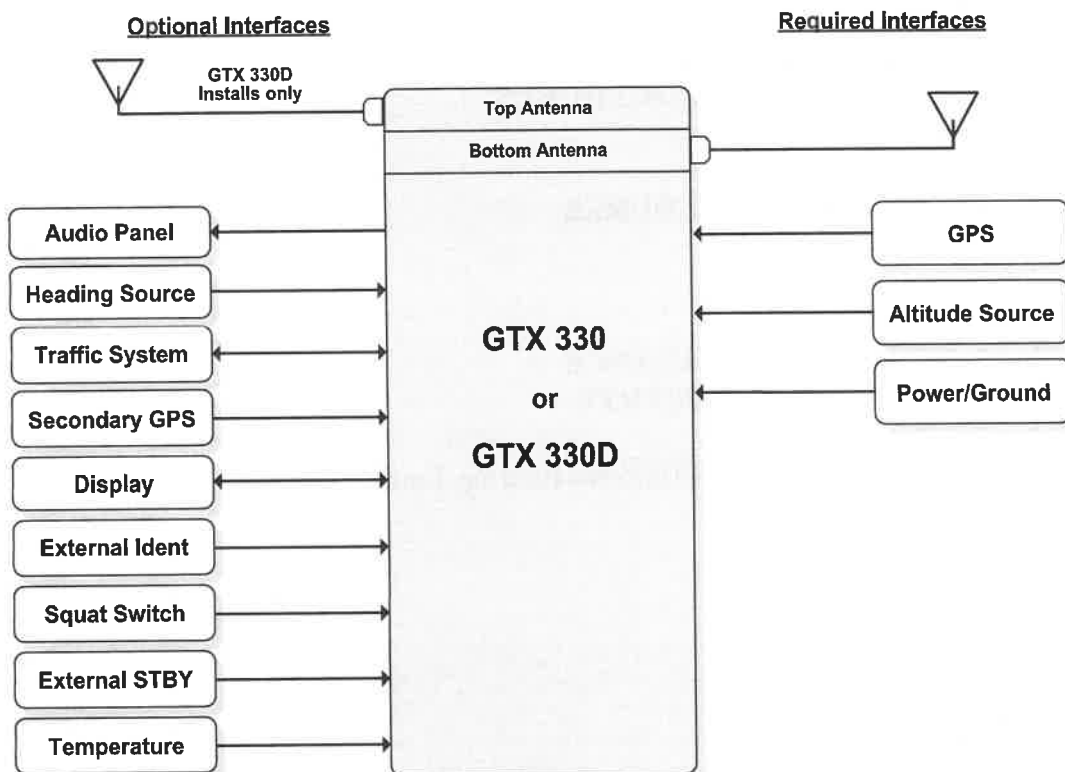 Optional Interfaces
Required Interfaces
GTX 330D
Installs only
Top Antenna
Bottom Antenna
Audio Panel
Heading Source
Traffic System
Secondary GPS
Display
External Ident
Squat Switch
External STBY
Temperature
GTX 330
or
GTX 330D
GPS
Altitude Source
Power/Ground